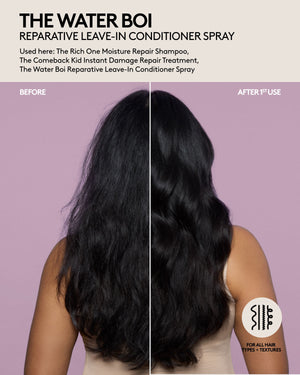 THE WATER BOI
REPARATIVE LEAVE-IN CONDITIONER SPRAY
Used here: The Rich One Moisture Repair Shampoo,
The Comeback Kid Instant Damage Repair Treatment,
The Water Boi Reparative Leave-In Conditioner Spray
BEFORE
AFTER 1ST USE
FOR ALL HAIR
TYPES + TEXTURES